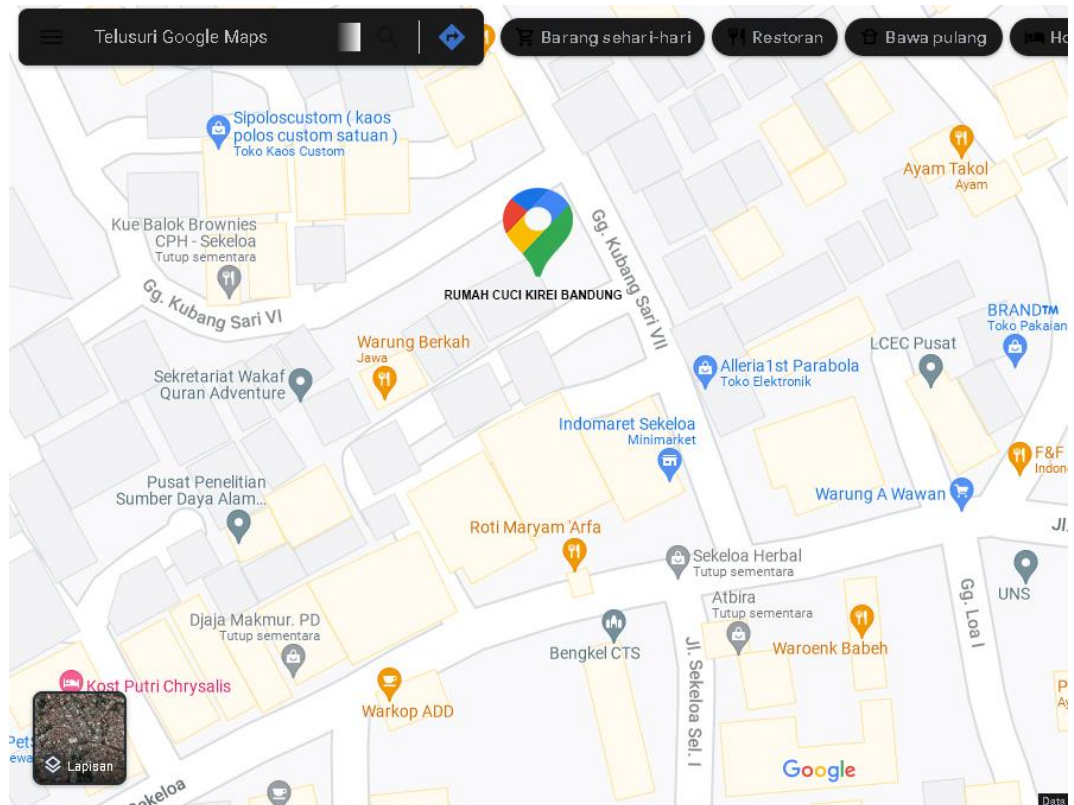 Telusuri Google Maps
Barang sehari-hari
Restoran
Bawa pulang
Sipoloscustom ( kaos
polos custom satuan )
Toko Kaos Custom
Ayam Takol
Ayam
Kue Balok Brownies
CPH - Sekeloa
Tutup sementara
Gg. Kubang Sari VII
Gg. Kubang Sari VI
RUMAH CUCI KIREI BANDUNG
BRAND™
Toko Pakaian
Warung Berkah
Jawa
LCEC Pusat
Alleria1st Parabola
Toko Elektronik
Sekretariat Wakaf
Quran Adventure
Indomaret Sekeloa
Minimarket
F&F
Pusat Penelitian
Sumber Daya Alam...
Warung A Wawan
Roti Maryam 'Arfa
Jl.
Sekeloa Herbal
Tutup sementara
UNS
Gg. Loa I
Atbira
Tutup sementara
Djaja Makmur. PD
Tutup sementara
Bengkel CTS
Waroenk Babeh
Jl. Sekeloa Sel. I
Kost Putri Chrysalis
Warkop ADD
Lapisan
Google
Data